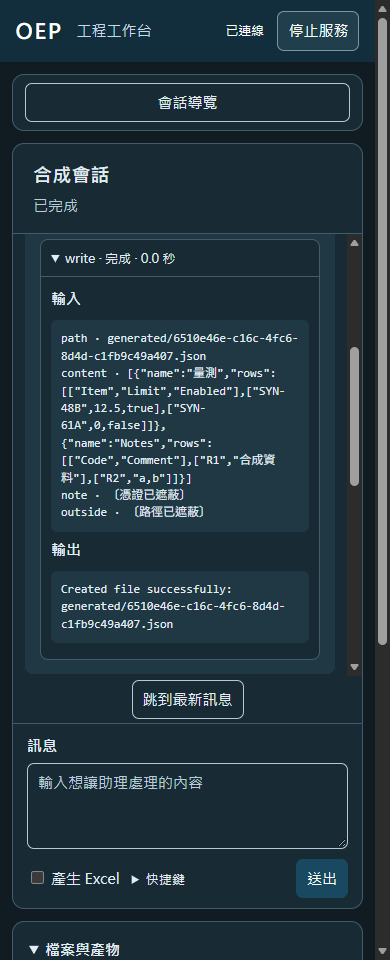 OEP 工程工作台 已連線 停止服務
會話導覽
合成會話
已完成
▼ write · 完成 · 0.0 秒
輸入
path · generated/6510e46e-c16c-4fc6-
8d4d-c1fb9c49a407.json
content · [{"name":"量測","rows":
[["Item","Limit","Enabled"],["SYN-
48B",12.5,true],["SYN-
61A",0,false]]},
{"name":"Notes","rows":
[["Code","Comment"],["R1","合成資
料"],["R2","a,b"]]}]
note · 〔憑證已遮蔽〕
outside · 〔路徑已遮蔽〕
輸出
Created file successfully:
generated/6510e46e-c16c-4fc6-8d4d-
c1fb9c49a407.json
跳到最新訊息
訊息
輸入想讓助理處理的內容
產生 Excel ▶ 快捷鍵 送出
▼ 檔案與產物